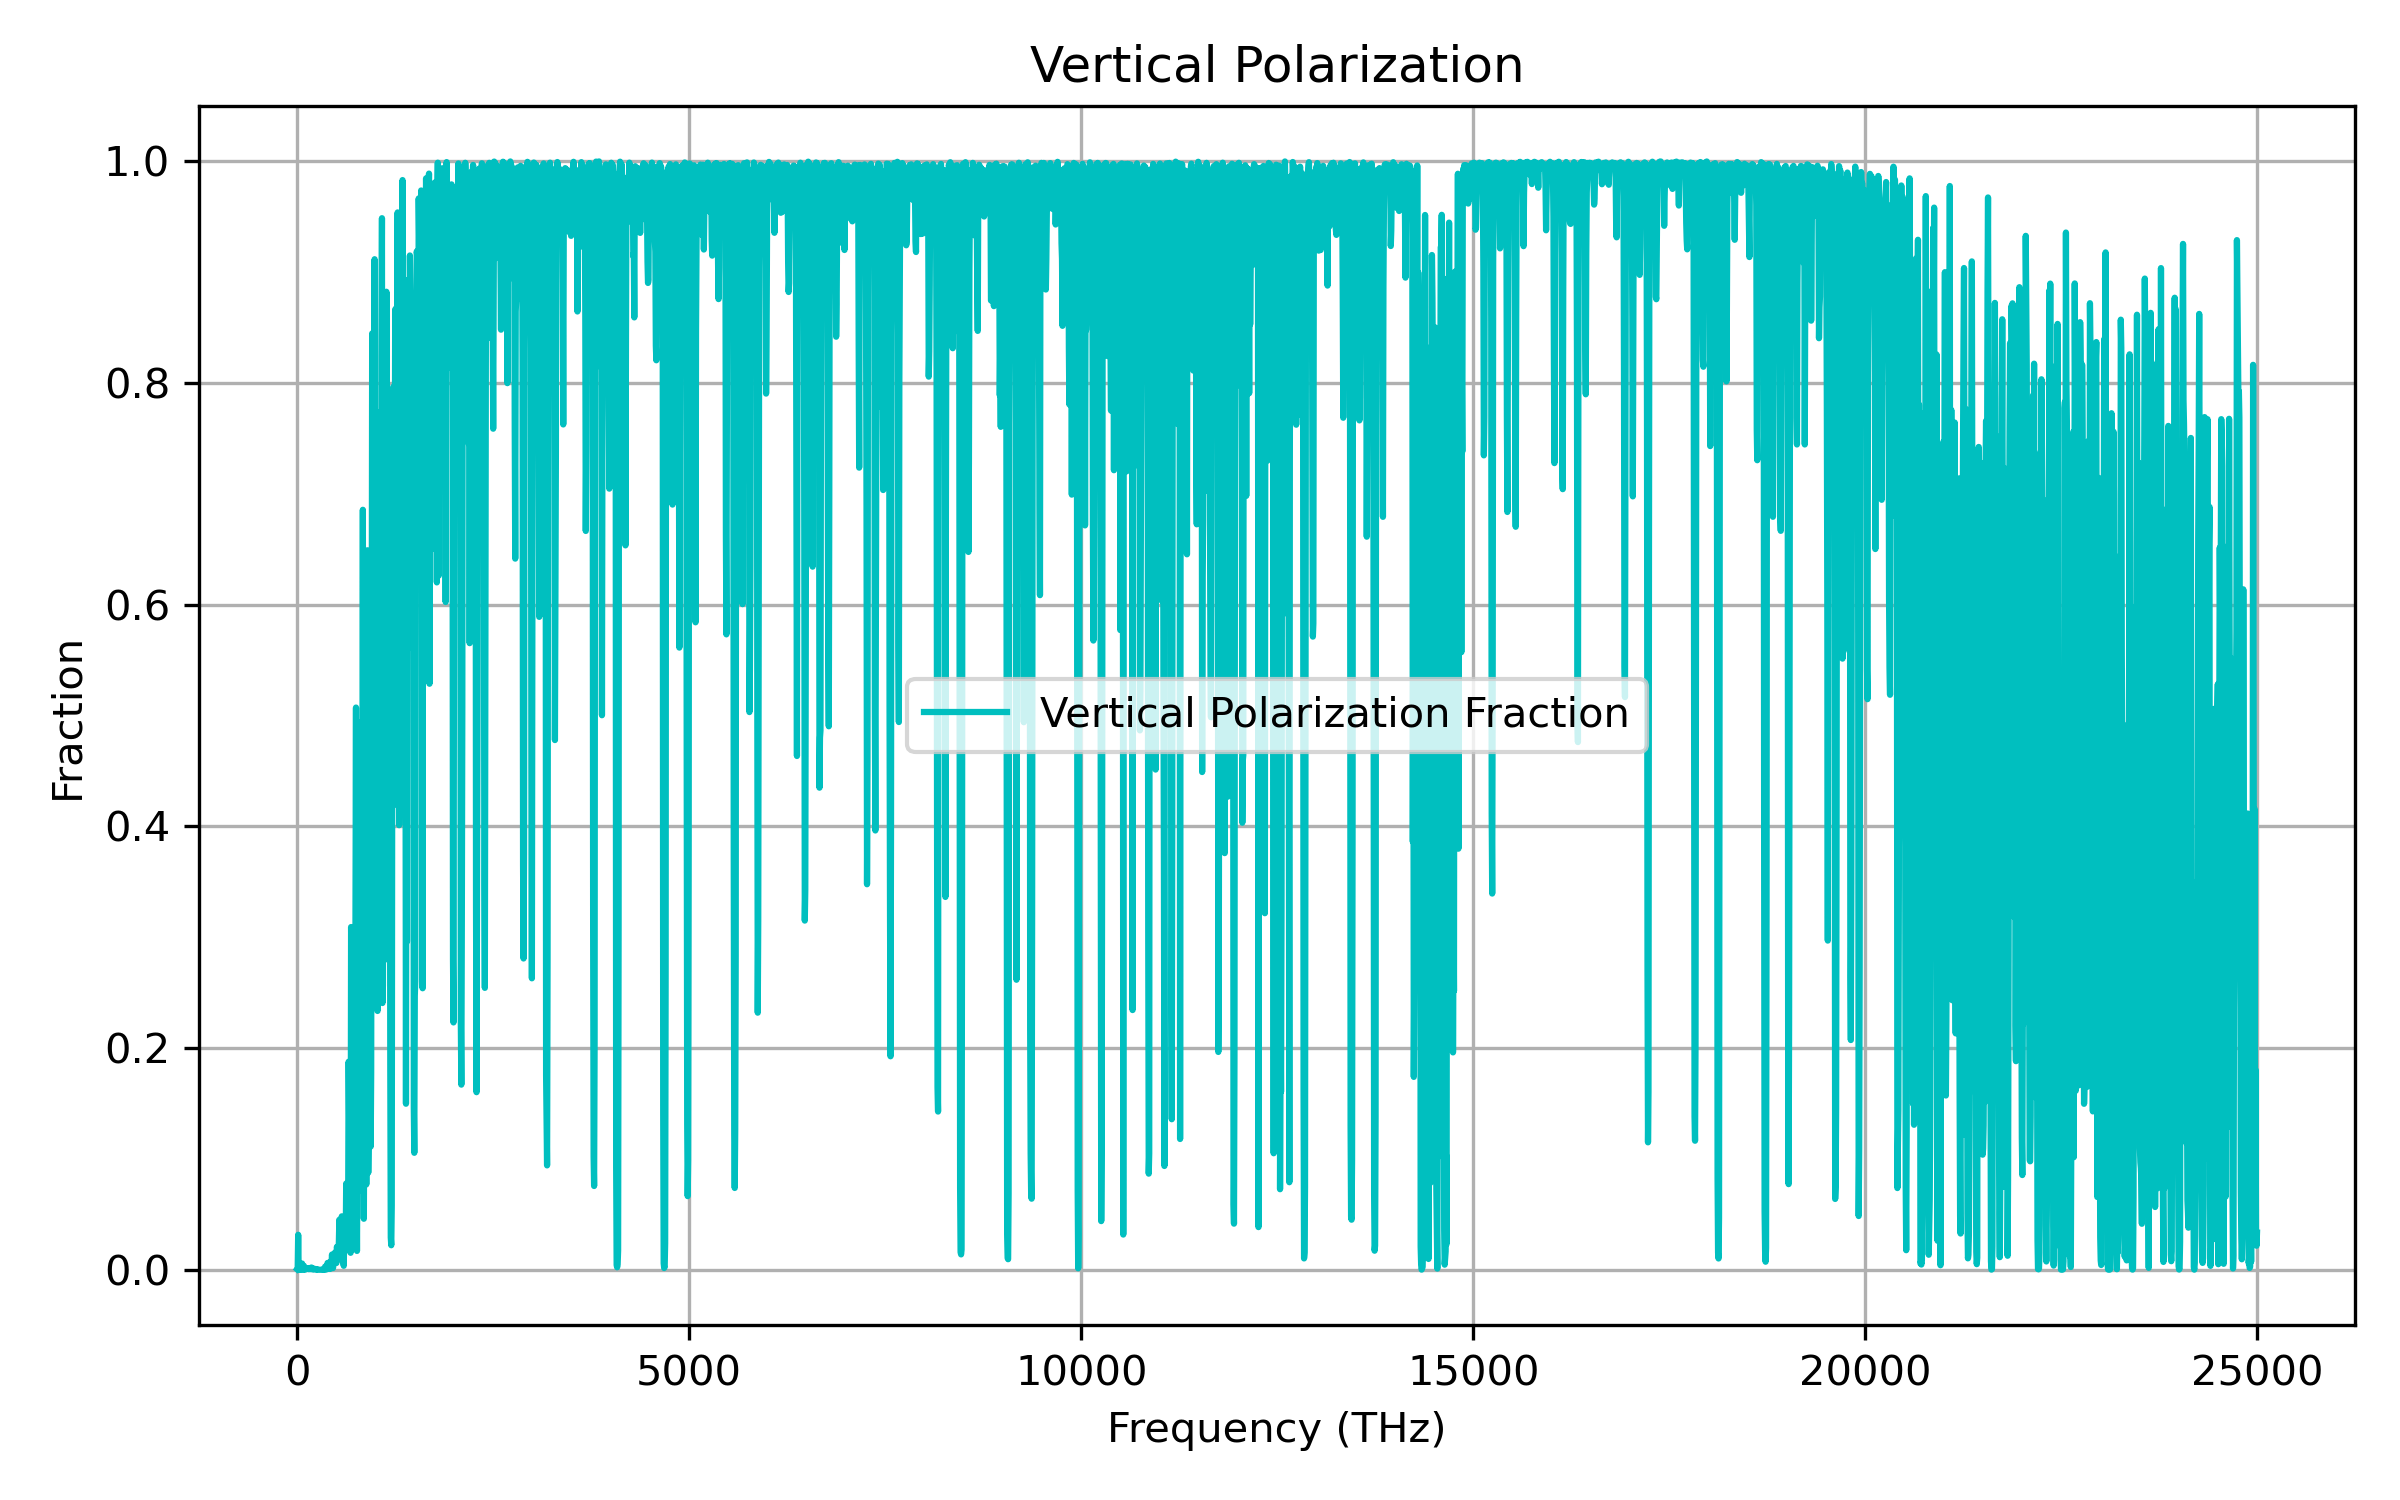 Vertical Polarization
1.0
0.8
0.6
0.4
0.2
0.0
Fraction
Vertical Polarization Fraction
0 5000 10000 15000 20000 25000
Frequency (THz)